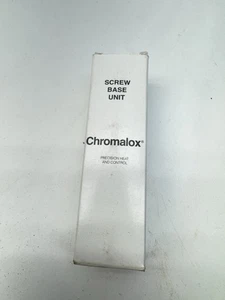 SCREW
BASE
UNIT
Chromalox®
PRECISION HEAT
AND CONTROL